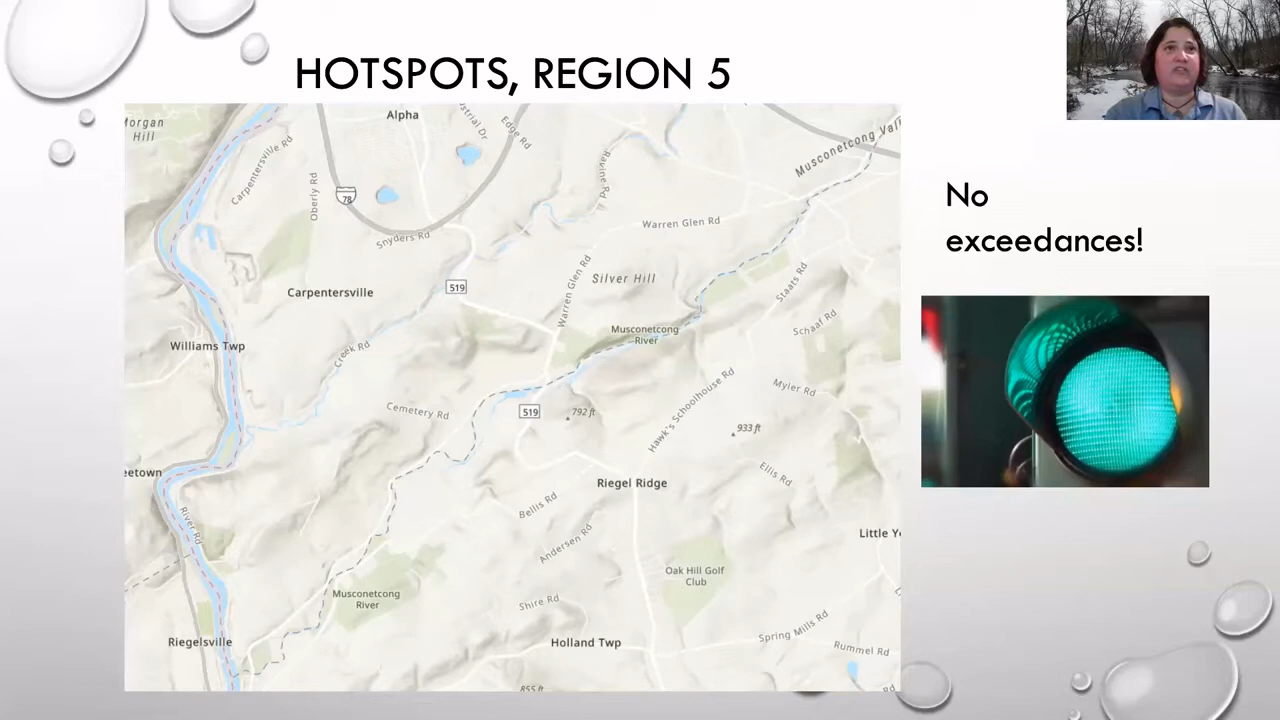 HOTSPOTS, REGION 5
No
exceedances!
Morgan
Hill
Alpha
Edge Rd
Carpentersville Rd
Oberly Rd
78
Snyders Rd
Ravine Rd
Musconetcong Val
Warren Glen Rd
Warren Glen Rd
Silver Hill
Staats Rd
519
Carpentersville
Williams Twp
Creek Rd
Musconetcong
River
Schaaf Rd
Myler Rd
Hawk's Schoolhouse Rd
Cemetery Rd
519
792 ft
933 ft
eetown
Riegel Ridge
Ellis Rd
Bellis Rd
River Rd
Andersen Rd
Little Y
Oak Hill Golf
Club
Musconetcong
River
Shire Rd
Riegelsville
Holland Twp
Spring Mills Rd
Rummel Rd
Rd